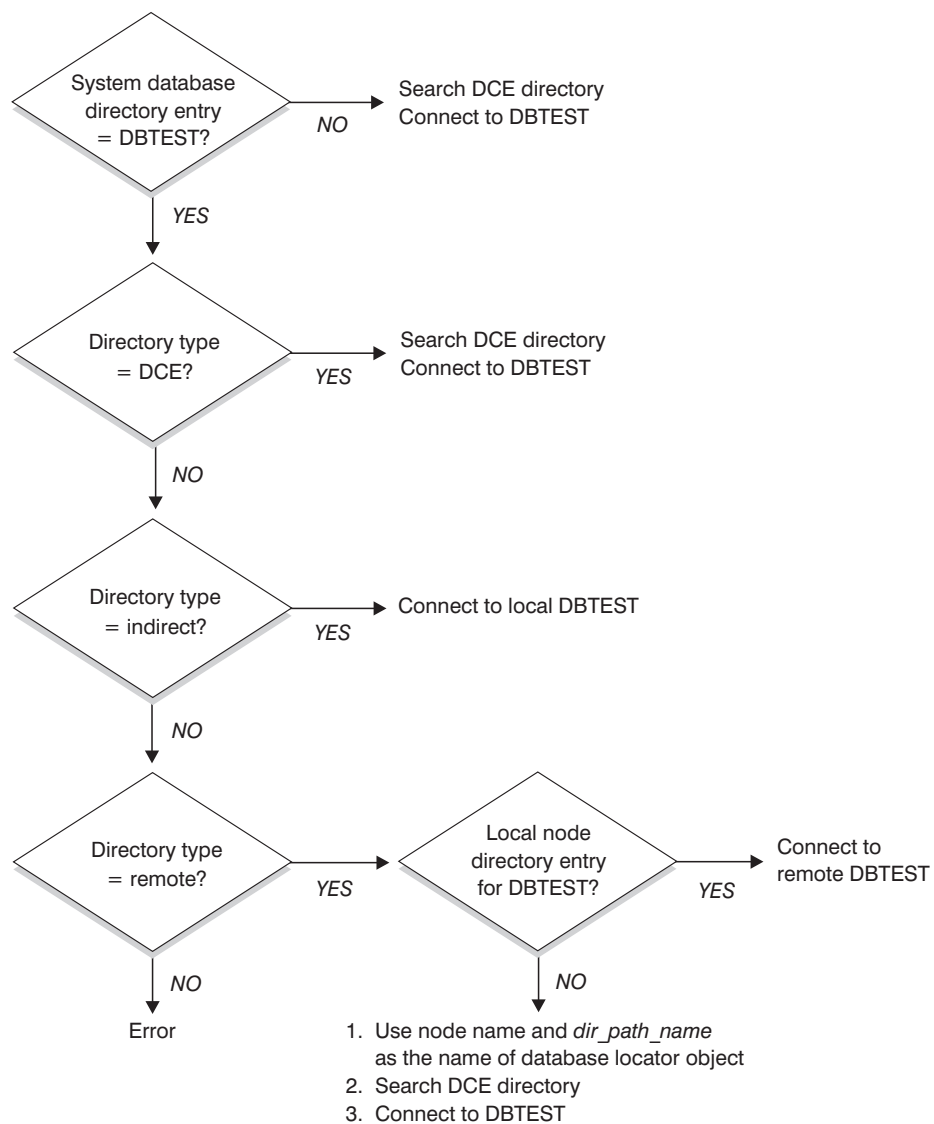 System database
directory entry
= DBTEST?
NO
Search DCE directory
Connect to DBTEST
YES
Directory type
= DCE?
YES
Search DCE directory
Connect to DBTEST
NO
Directory type
= indirect?
YES
Connect to local DBTEST
NO
Directory type
= remote?
YES
Local node
directory entry
for DBTEST?
YES
Connect to
remote DBTEST
NO
Error
NO
1. Use node name and dir_path_name
as the name of database locator object
2. Search DCE directory
3. Connect to DBTEST